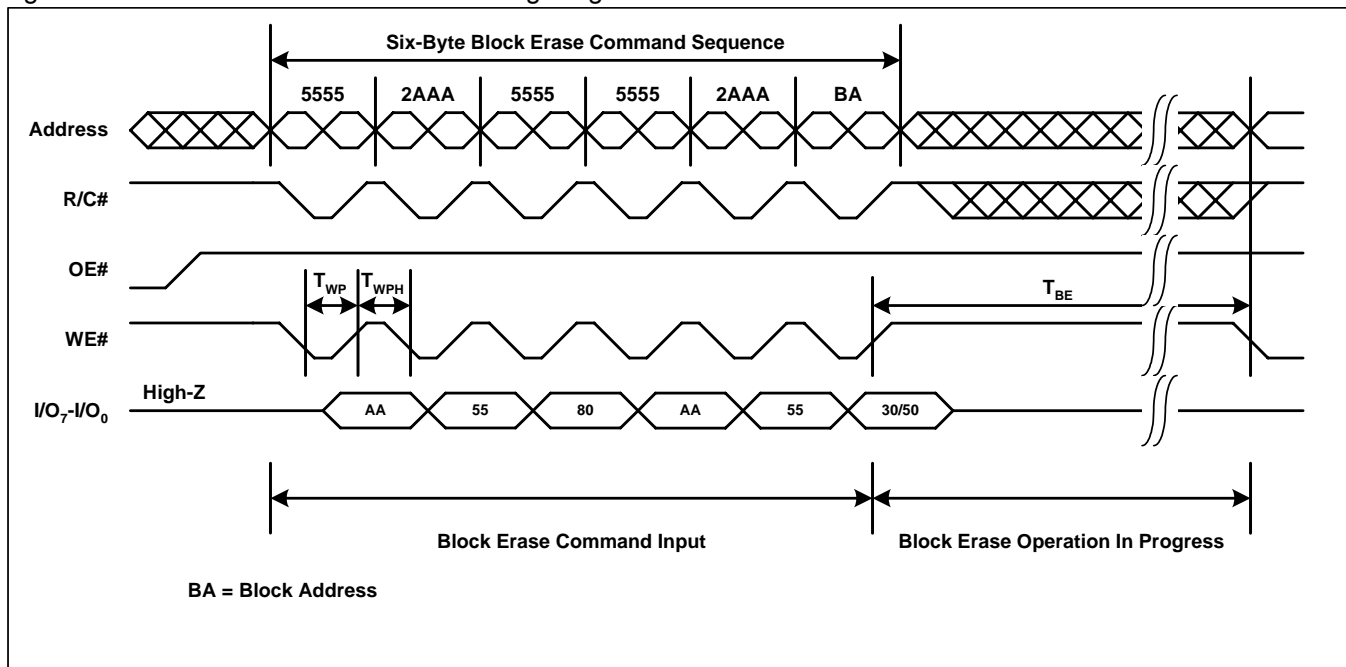 Six-Byte Block Erase Command Sequence
5555 2AAA 5555 5555 2AAA BA
Address
R/C#
OE#
TWP TWPH TBE
WE#
High-Z
I/O7-I/O0 AA 55 80 AA 55 30/50
Block Erase Command Input Block Erase Operation In Progress
BA = Block Address